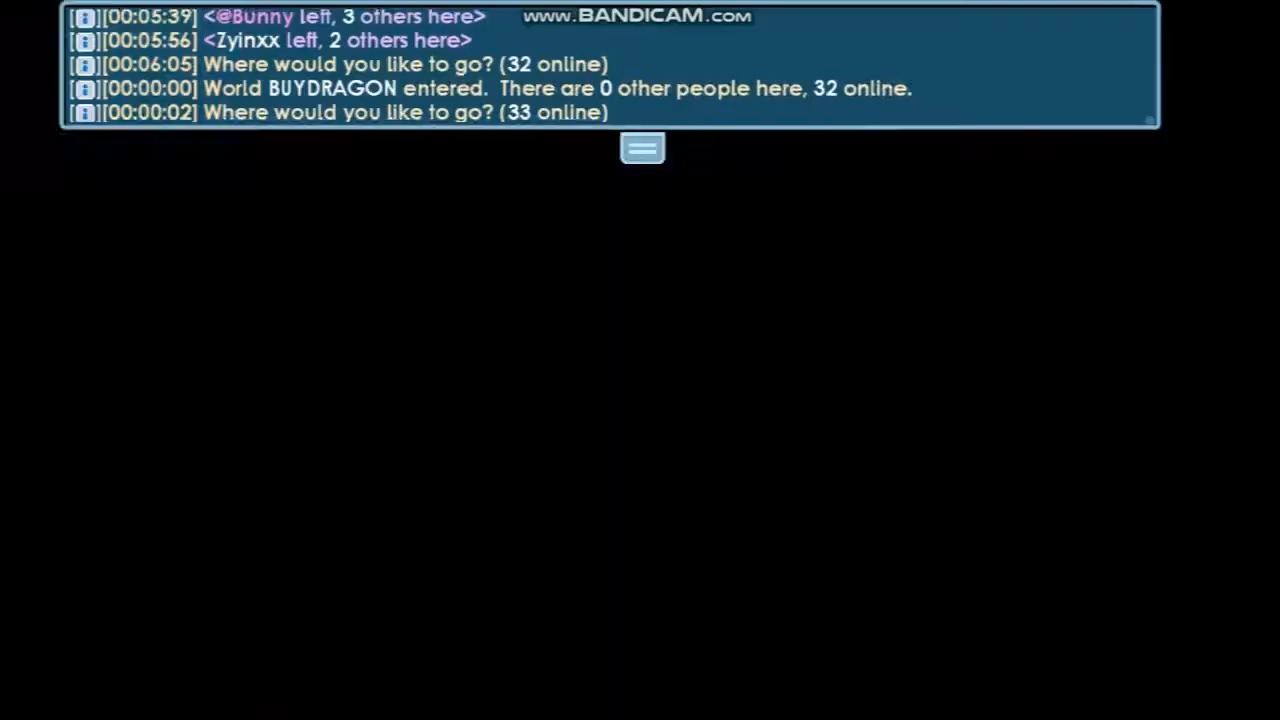 [i][00:05:39] <@Bunny left, 3 others here>
www.BANDICAM.com
[i][00:05:56] <Zyinxx left, 2 others here>
[i][00:06:05] Where would you like to go? (32 online)
[i][00:00:00] World BUYDRAGON entered.  There are 0 other people here, 32 online.
[i][00:00:02] Where would you like to go? (33 online)